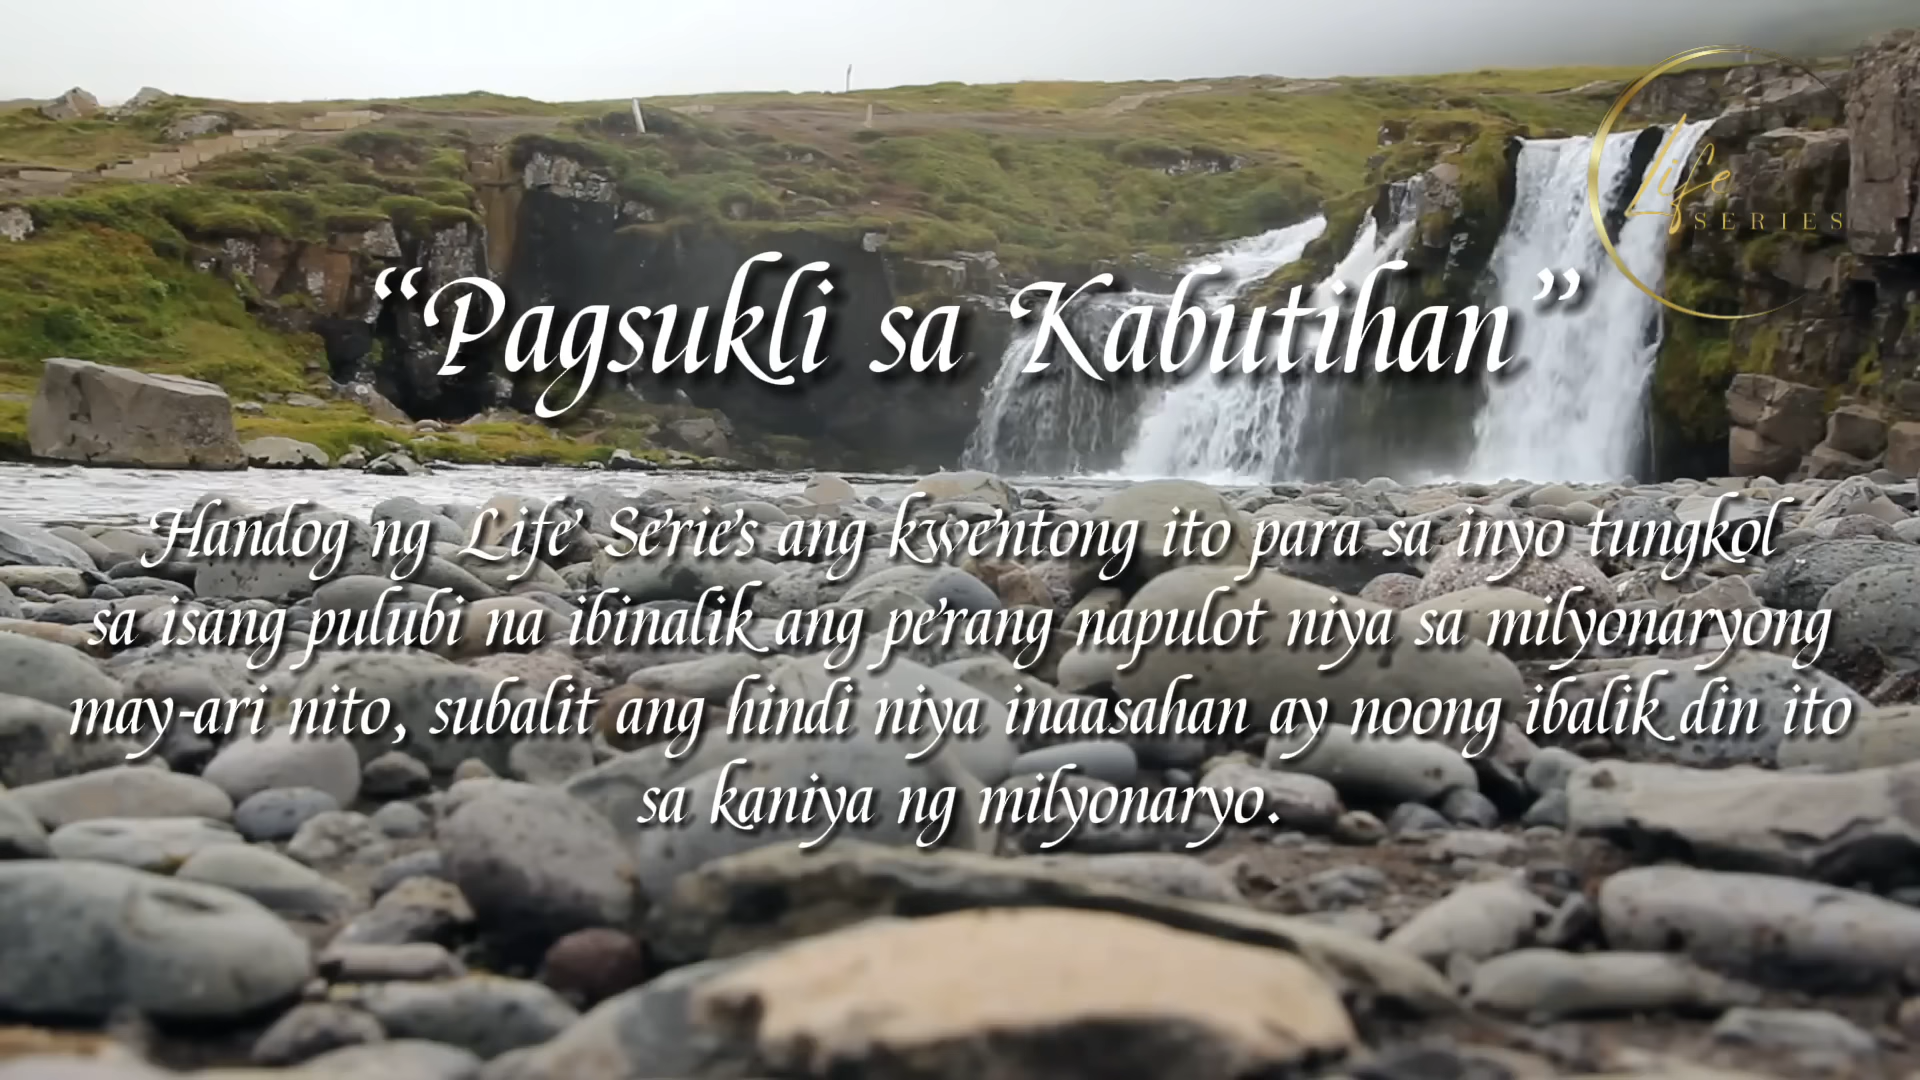 Life
SERIES
“Pagsukli sa Kabutihan”
Handog ng Life Series ang kwentong ito para sa inyo tungkol
sa isang pulubi na ibinalik ang perang napulot niya sa milyonaryong
may-ari nito, subalit ang hindi niya inaasahan ay noong ibalik din ito
sa kaniya ng milyonaryo.